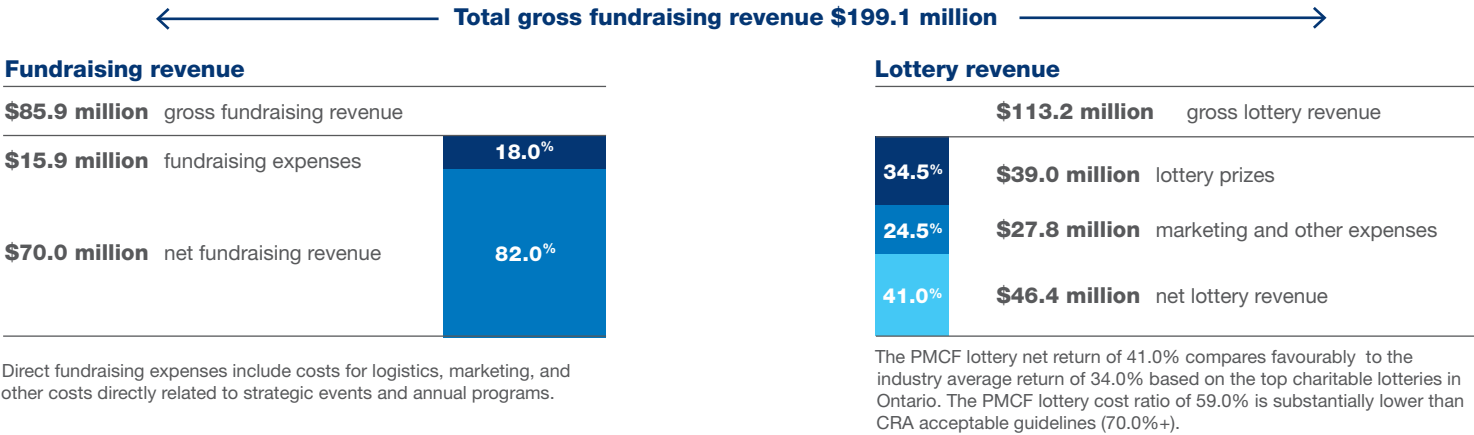 Total gross fundraising revenue $199.1 million
Fundraising revenue
$85.9 million gross fundraising revenue
$15.9 million fundraising expenses
18.0%
$70.0 million net fundraising revenue
82.0%
Direct fundraising expenses include costs for logistics, marketing, and
other costs directly related to strategic events and annual programs.
Lottery revenue
$113.2 million gross lottery revenue
34.5% $39.0 million lottery prizes
24.5% $27.8 million marketing and other expenses
41.0% $46.4 million net lottery revenue
The PMCF lottery net return of 41.0% compares favourably to the
industry average return of 34.0% based on the top charitable lotteries in
Ontario. The PMCF lottery cost ratio of 59.0% is substantially lower than
CRA acceptable guidelines (70.0%+).